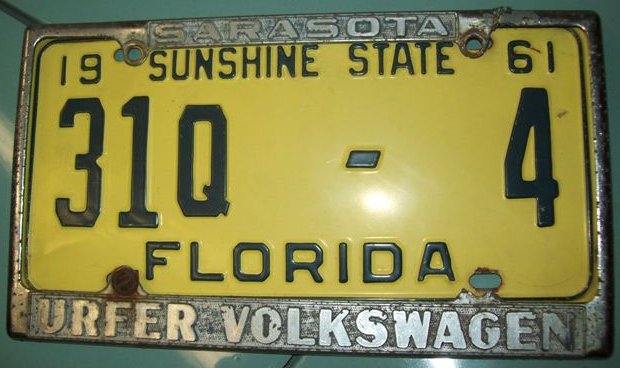 SARASOTA
19 SUNSHINE STATE 61
31Q - 4
FLORIDA
URFER VOLKSWAGEN